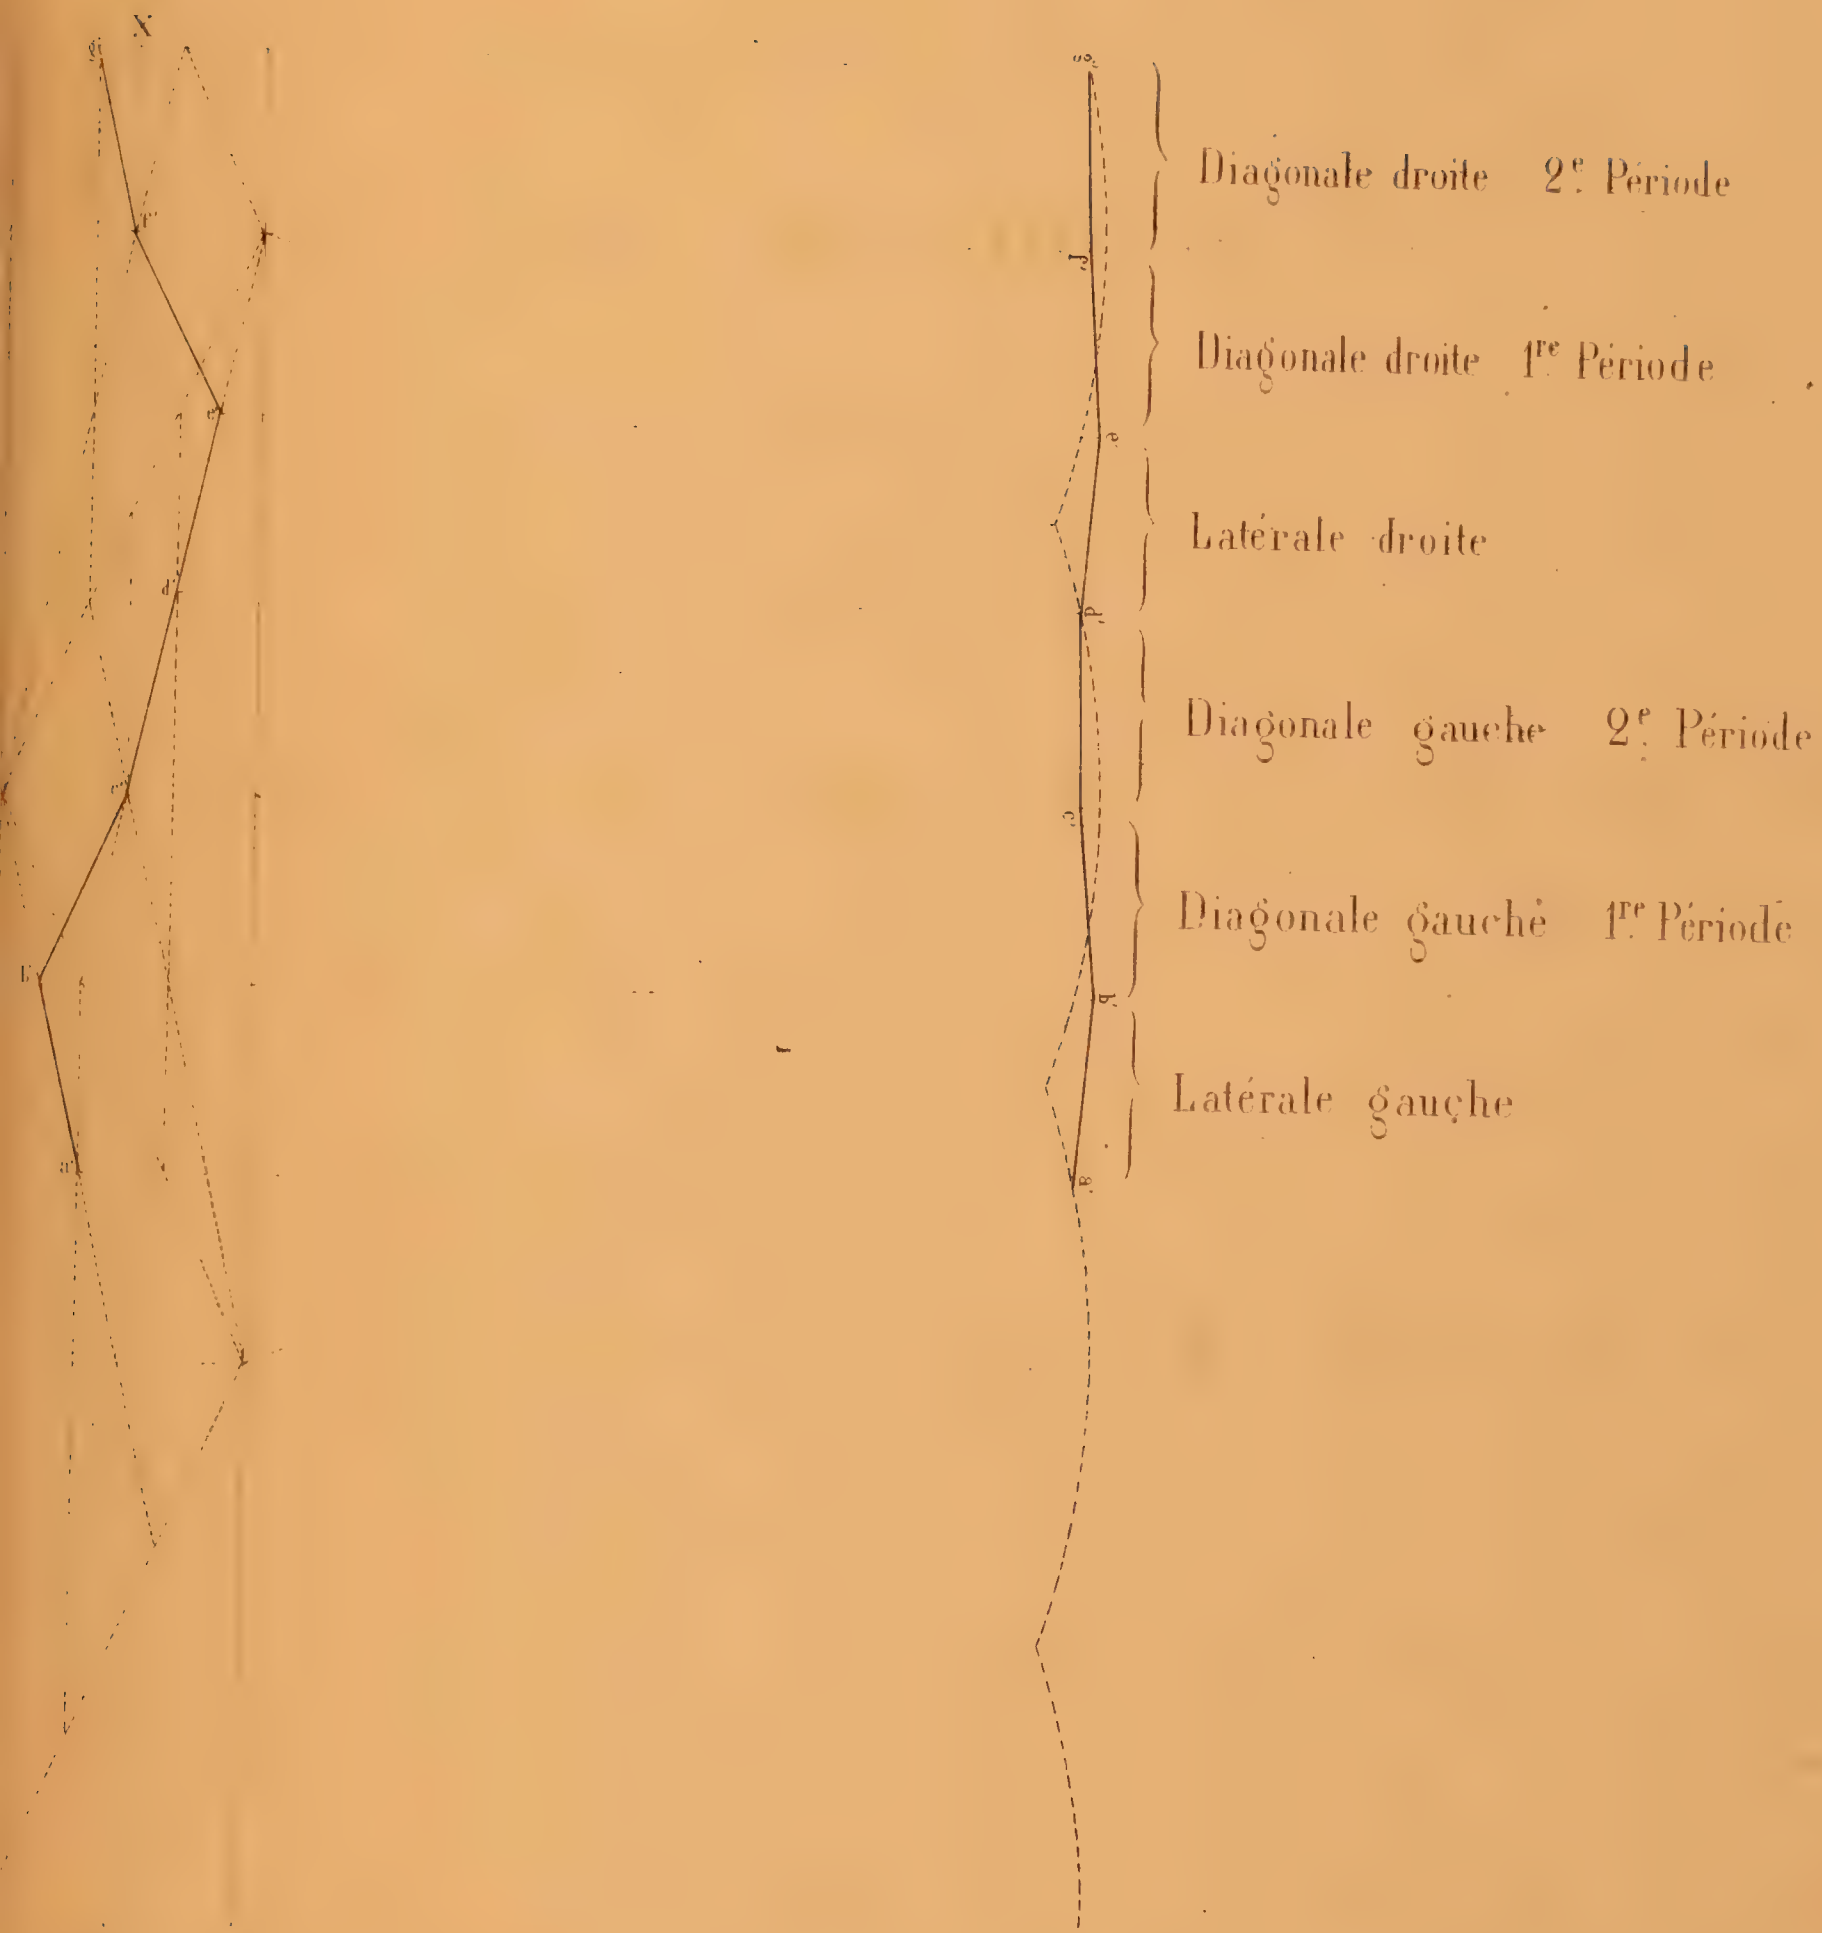 X
g'
g'
Diagonale droite 2e Période
f'
f'
Diagonale droite 1re Période
e'
e'
Latérale droite
d'
d'
Diagonale gauche 2e Période
c'
Diagonale gauche 1re Période
b'
b'
Latérale gauche
a'
a'